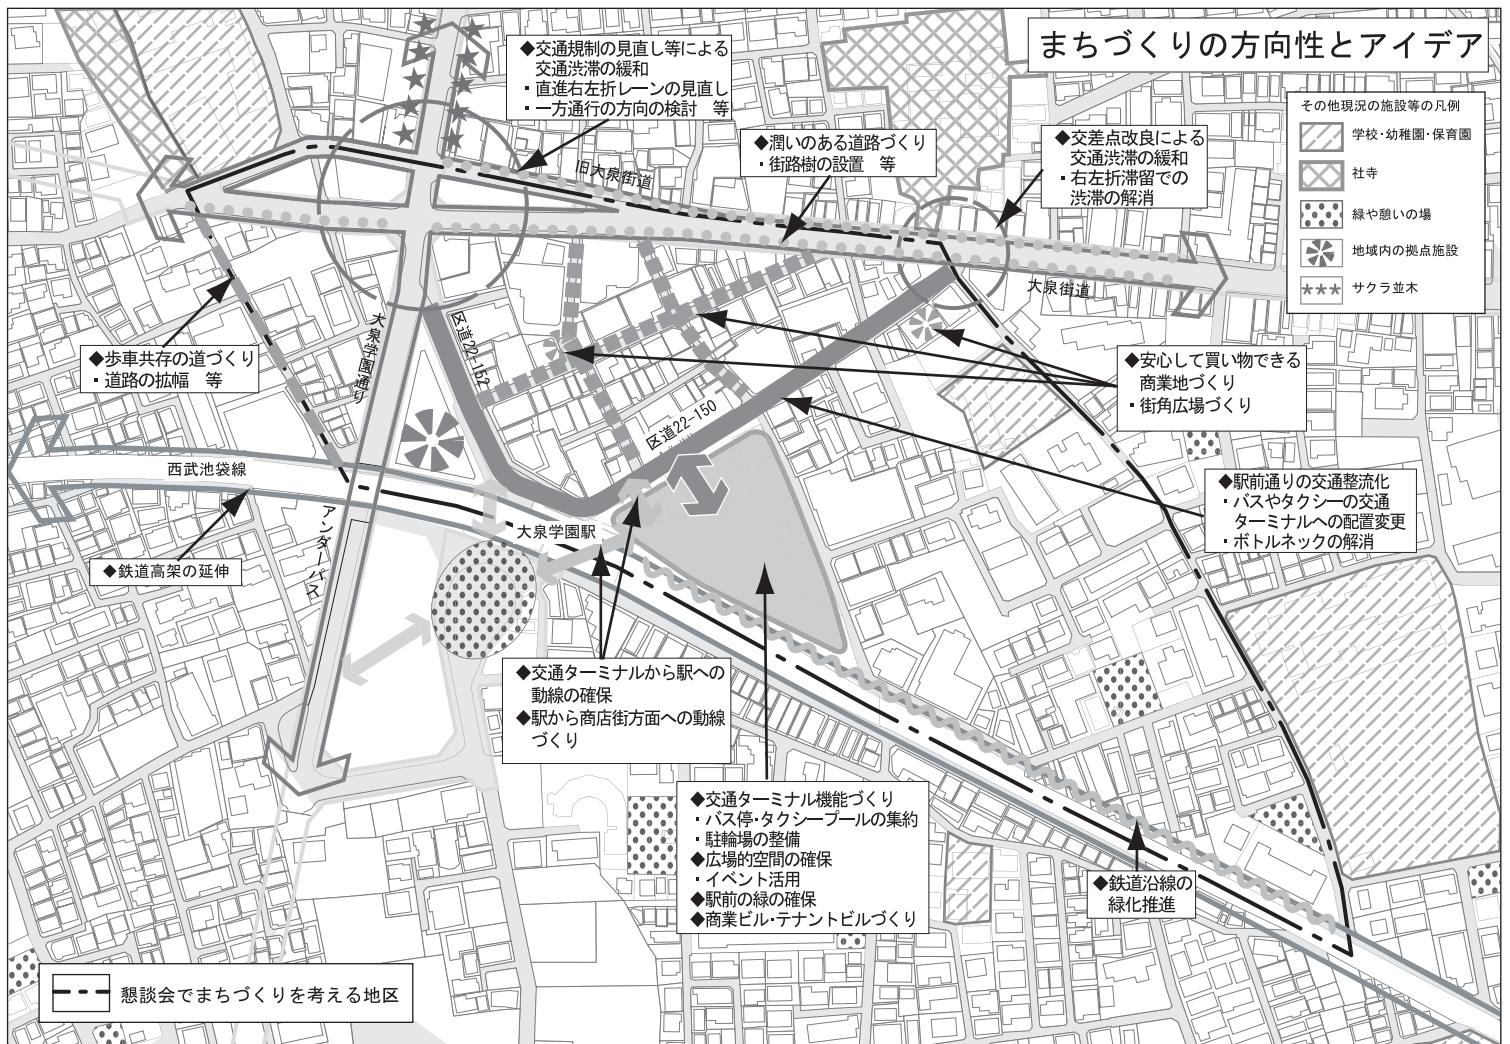 まちづくりの方向性とアイデア
その他現況の施設等の凡例
学校・幼稚園・保育園
社寺
緑や憩いの場
地域内の拠点施設
サクラ並木
◆交通規制の見直し等による
交通渋滞の緩和
・直進右左折レーンの見直し
・一方通行の方向の検討　等
◆潤いのある道路づくり
・街路樹の設置　等
◆交差点改良による
交通渋滞の緩和
・右左折滞留での
渋滞の解消
旧大泉街道
大泉街道
◆歩車共存の道づくり
・道路の拡幅　等
大泉学園通り
区道22-152
区道22-150
◆安心して買い物できる
商業地づくり
・街角広場づくり
西武池袋線
◆駅前通りの交通整流化
・バスやタクシーの交通
ターミナルへの配置変更
・ボトルネックの解消
大泉学園駅
アンダーパス
◆鉄道高架の延伸
◆交通ターミナルから駅への
動線の確保
◆駅から商店街方面への動線
づくり
◆交通ターミナル機能づくり
・バス停・タクシープールの集約
・駐輪場の整備
◆広場的空間の確保
・イベント活用
◆駅前の緑の確保
◆商業ビル・テナントビルづくり
◆鉄道沿線の
緑化推進
懇談会でまちづくりを考える地区